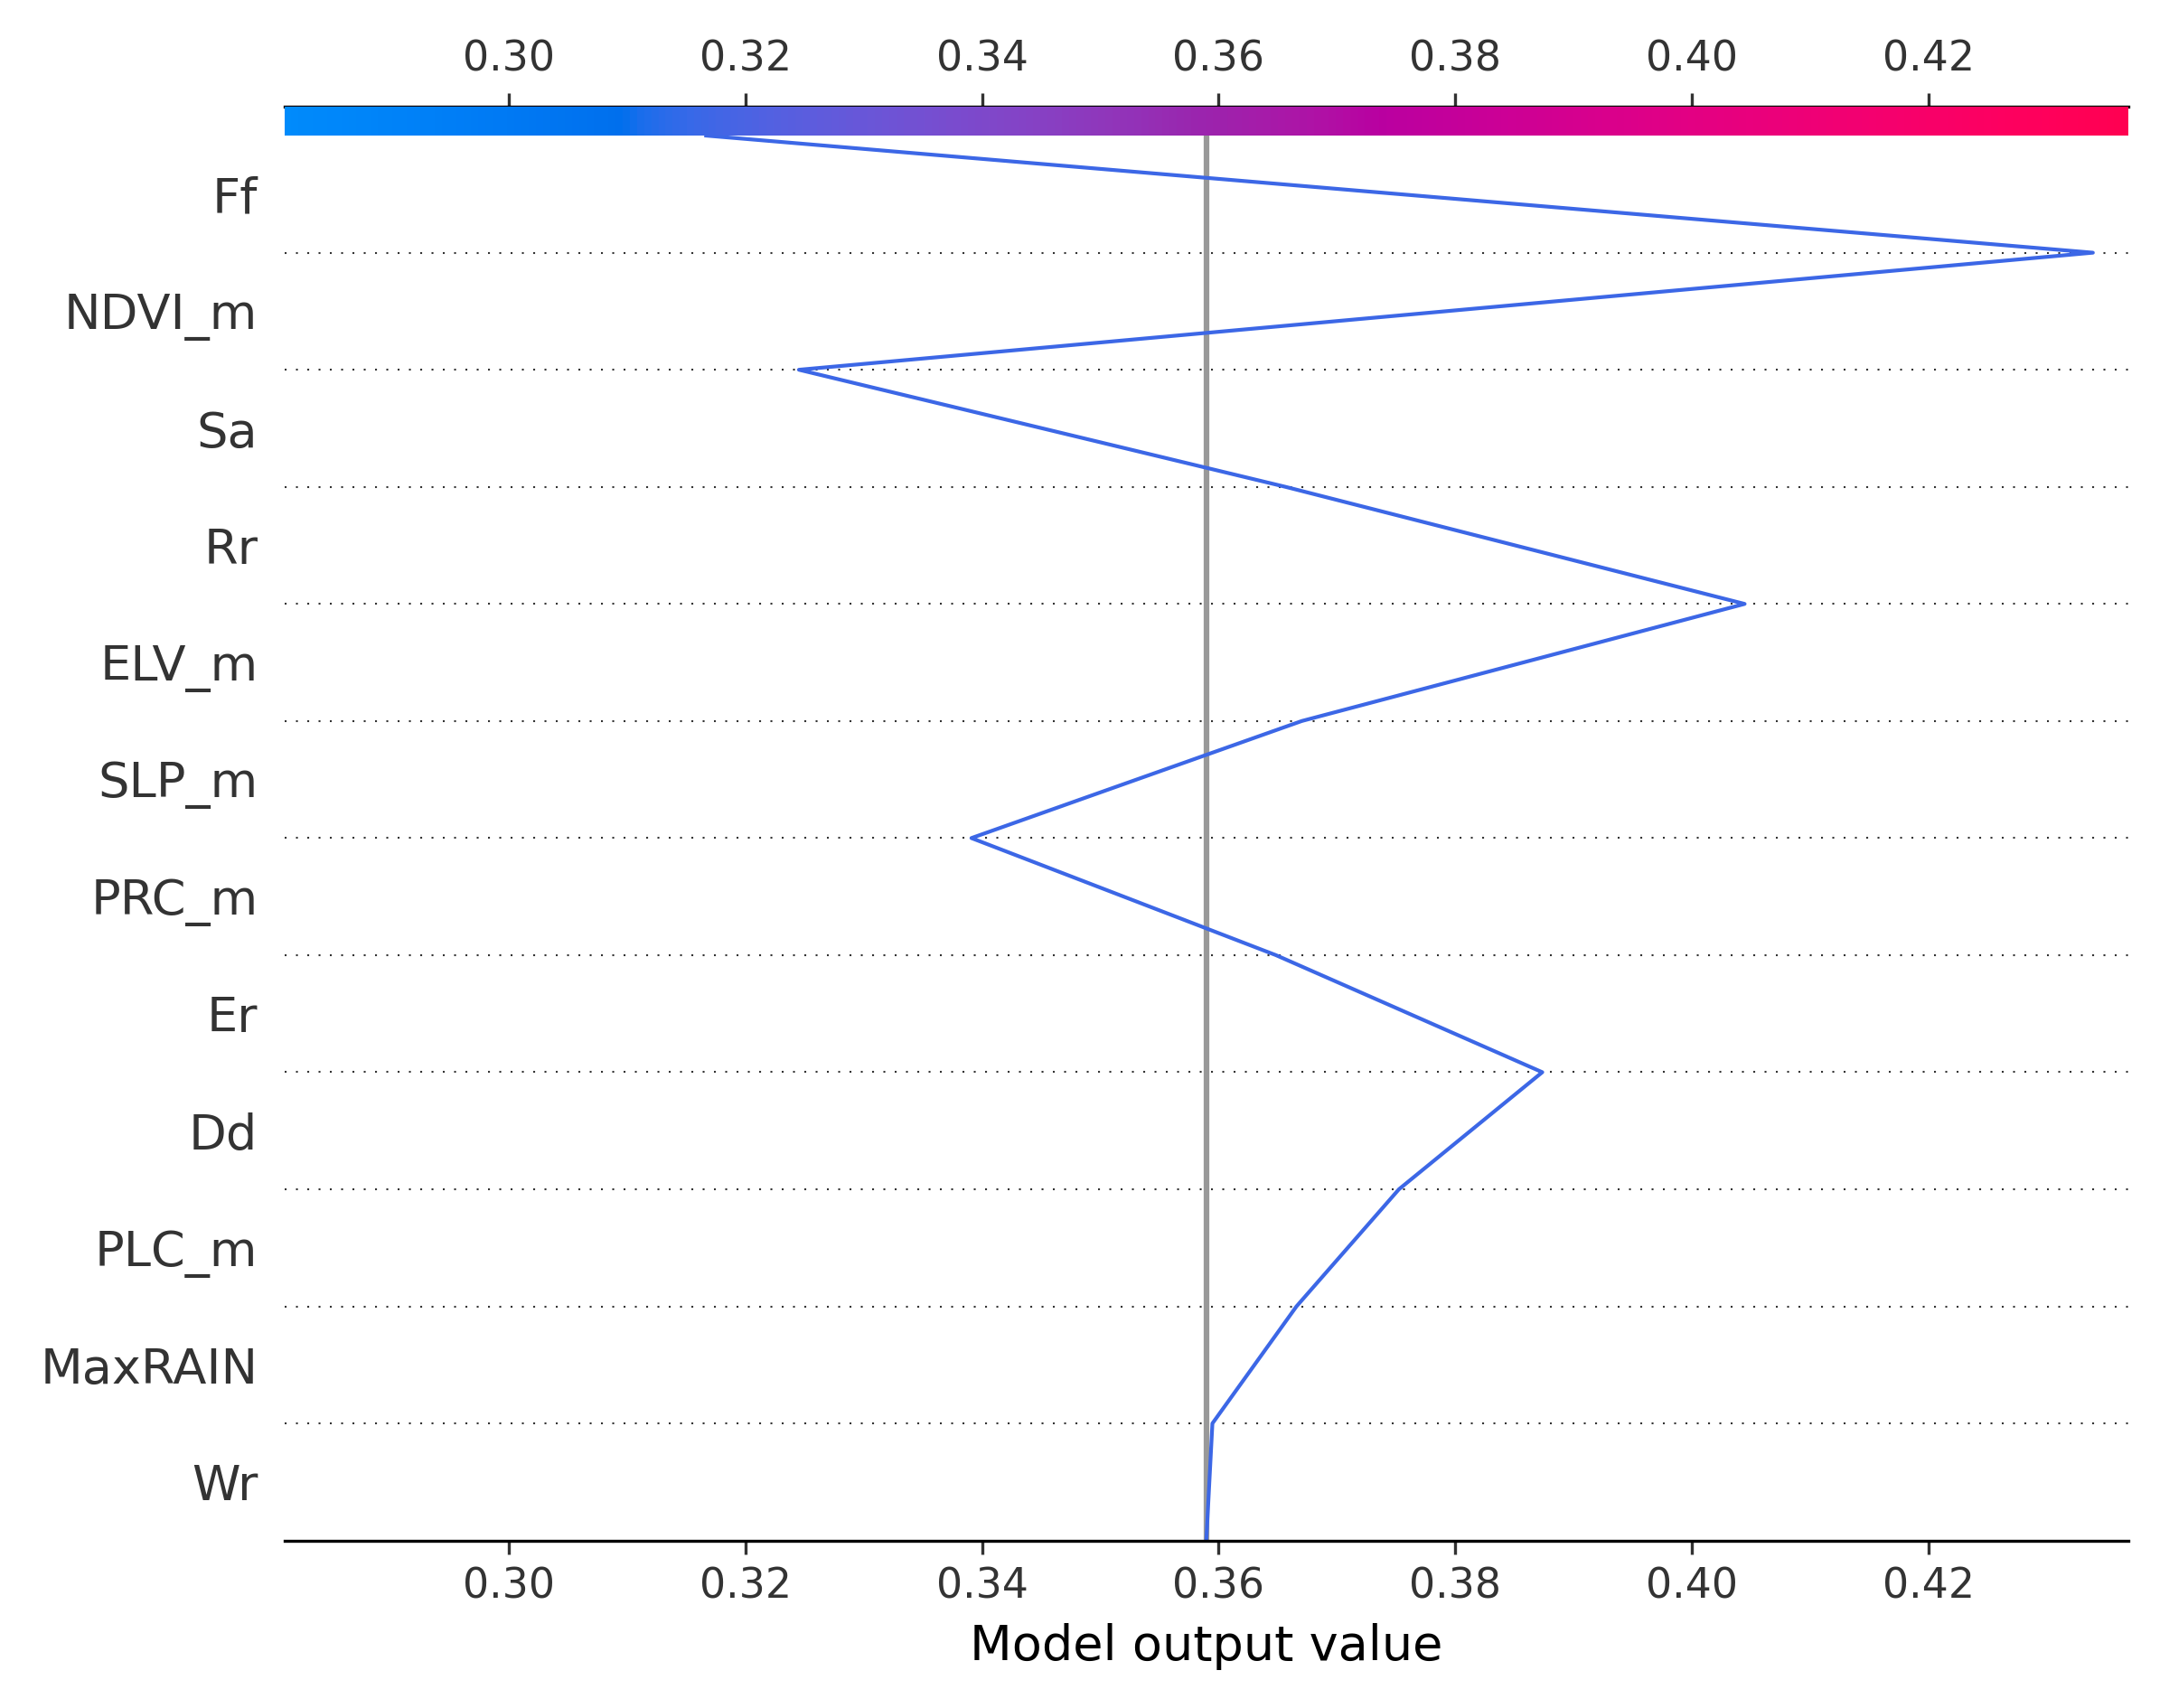 0.30 0.32 0.34 0.36 0.38 0.40 0.42
Ff
NDVI_m
Sa
Rr
ELV_m
SLP_m
PRC_m
Er
Dd
PLC_m
MaxRAIN
Wr
0.30 0.32 0.34 0.36 0.38 0.40 0.42
Model output value